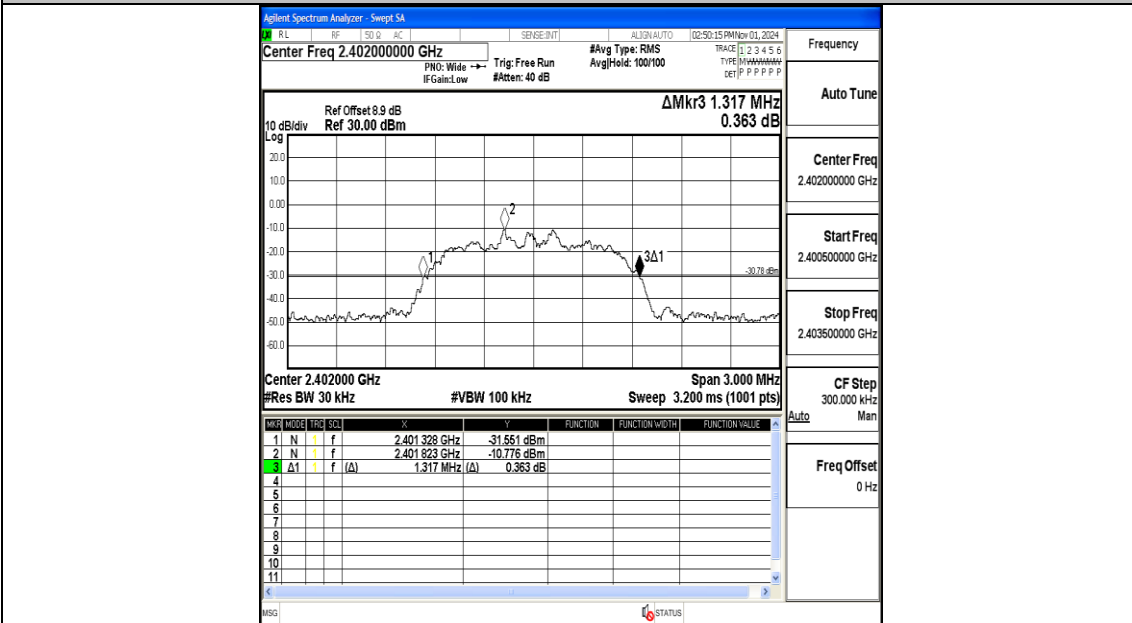 Agilent Spectrum Analyzer - Swept SA
RL RF 50 Ω AC SENSE:INT ALIGN AUTO 02:50:15 PM Nov 01, 2024
Center Freq 2.402000000 GHz
PNO: Wide
IFGain:Low
Trig: Free Run
#Atten: 40 dB
#Avg Type: RMS
Avg|Hold: 100/100
TRACE 1 2 3 4 5 6
TYPE MWWWWW
DET P P P P P P
Ref Offset 8.9 dB
Ref 30.00 dBm
10 dB/div
Log
ΔMkr3 1.317 MHz
0.363 dB
20.0
10.0
0.00
-10.0
-20.0
-30.0
-40.0
-50.0
-60.0
1
2
3Δ1
-30.78 dBm
Center 2.402000 GHz
#Res BW 30 kHz
#VBW 100 kHz
Span 3.000 MHz
Sweep 3.200 ms (1001 pts)
MKR MODE TRC SCL X Y FUNCTION FUNCTION WIDTH FUNCTION VALUE
1 N 1 f 2.401 328 GHz -31.551 dBm
2 N 1 f 2.401 823 GHz -10.776 dBm
3 Δ1 1 f (Δ) 1.317 MHz (Δ) 0.363 dB
4
5
6
7
8
9
10
11
MSG
STATUS
Frequency
Auto Tune
Center Freq
2.402000000 GHz
Start Freq
2.400500000 GHz
Stop Freq
2.403500000 GHz
CF Step
300.000 kHz
Auto Man
Freq Offset
0 Hz